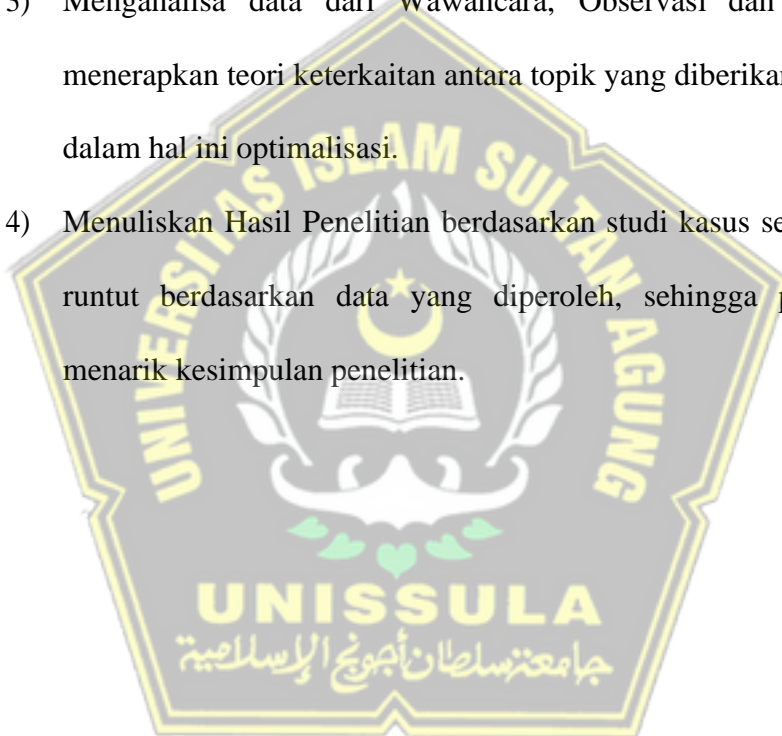 3) Menganalisa data dari Wawancara, Observasi dan
menerapkan teori keterkaitan antara topik yang diberikan
dalam hal ini optimalisasi.
4) Menuliskan Hasil Penelitian berdasarkan studi kasus se
runtut berdasarkan data yang diperoleh, sehingga p
menarik kesimpulan penelitian.
UNIVERSITAS ISLAM SULTAN AGUNG
UNISSULA
جامعة سلطان أجونج الإسلامية